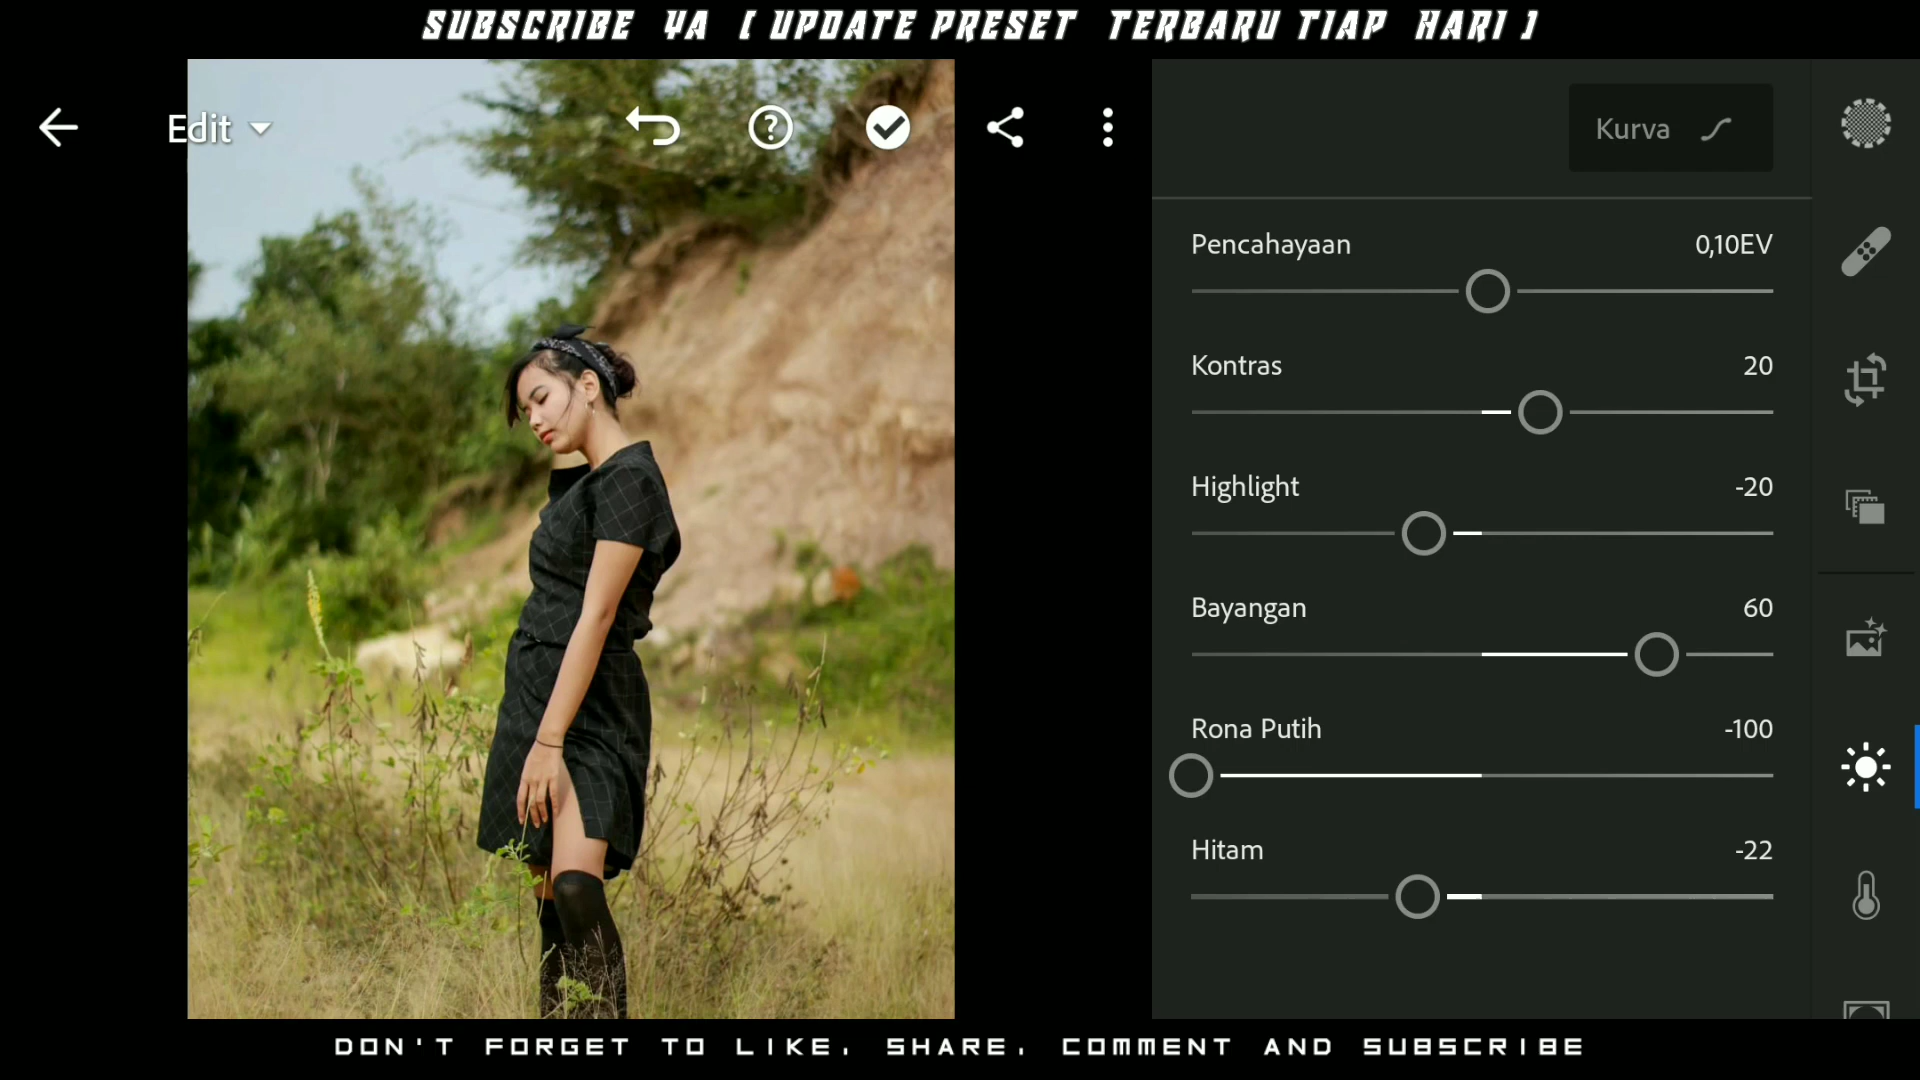 SUBSCRIBE YA [ UPDATE PRESET TERBARU TIAP HARI ]
Edit
Kurva
Pencahayaan 0,10EV
Kontras 20
Highlight -20
Bayangan 60
Rona Putih -100
Hitam -22
DON'T FORGET TO LIKE, SHARE, COMMENT AND SUBSCRIBE